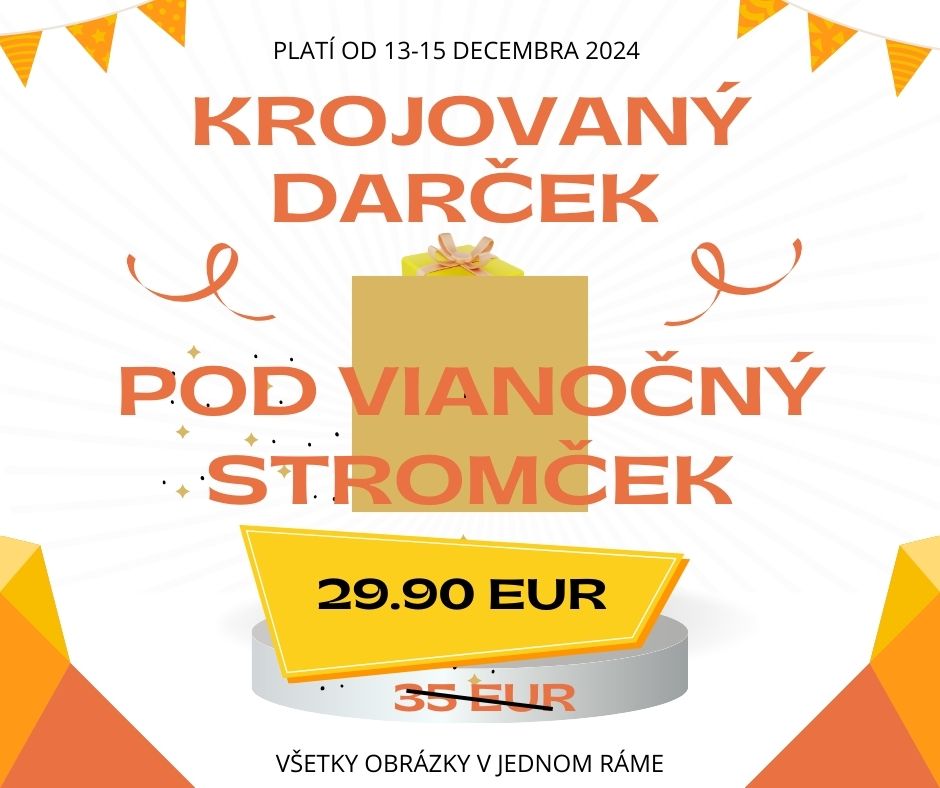 PLATÍ OD 13-15 DECEMBRA 2024
KROJOVANÝ
DARČEK
POD VIANOČNÝ
STROMČEK
29.90 EUR
35 EUR
VŠETKY OBRÁZKY V JEDNOM RÁME